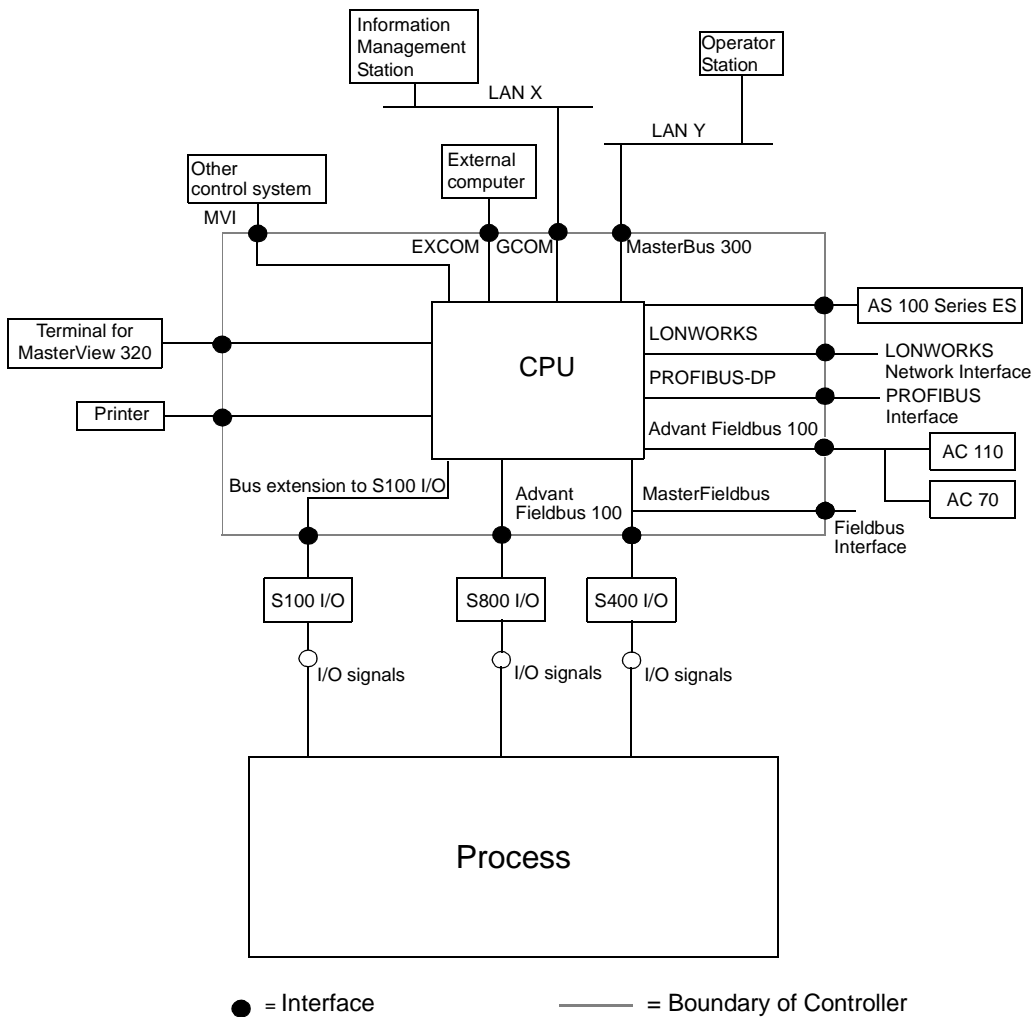 Information
Management
Station
Operator
Station
LAN X
LAN Y
Other
control system
External
computer
MVI
EXCOM
GCOM
MasterBus 300
AS 100 Series ES
Terminal for
MasterView 320
CPU
LONWORKS
LONWORKS
Network Interface
PROFIBUS-DP
PROFIBUS
Interface
Printer
Advant Fieldbus 100
AC 110
Bus extension to S100 I/O
Advant
Fieldbus 100
MasterFieldbus
AC 70
Fieldbus
Interface
S100 I/O
S800 I/O
S400 I/O
I/O signals
I/O signals
I/O signals
Process
= Interface
= Boundary of Controller